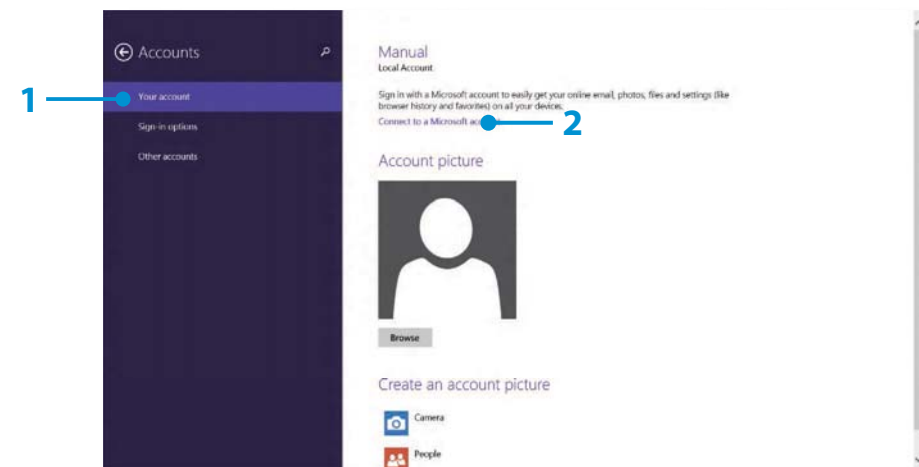 Accounts
1
Your account
Sign-in options
Other accounts
Manual
Local Account
Sign in with a Microsoft account to easily get your online email, photos, files and settings (like
browser history and favorites) on all your devices.
Connect to a Microsoft
2
Account picture
Browse
Create an account picture
Camera
People